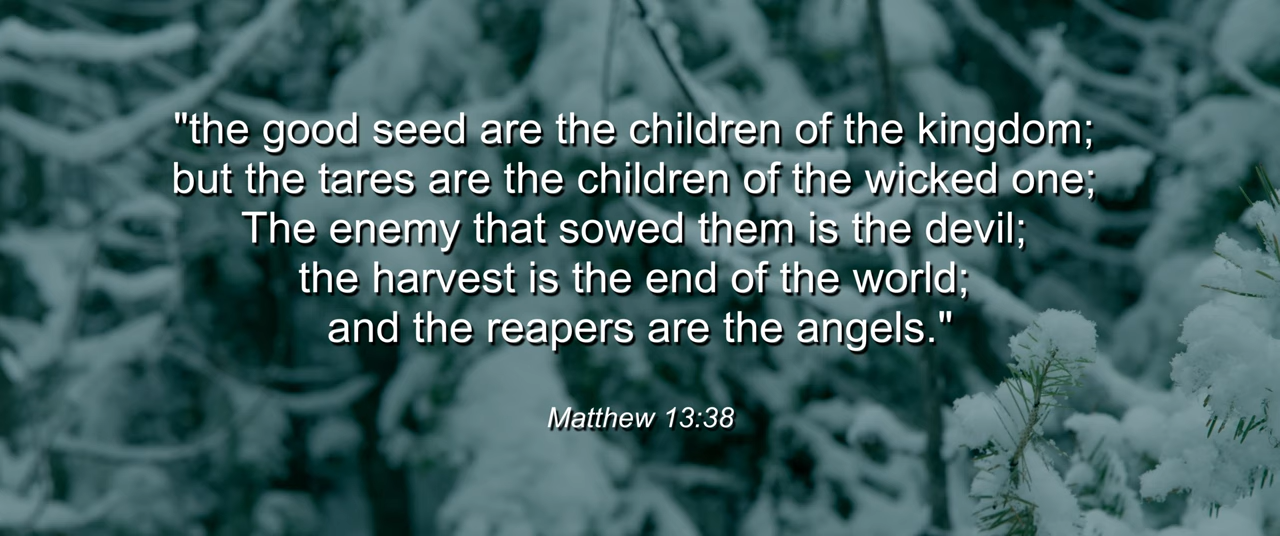 "the good seed are the children of the kingdom;
but the tares are the children of the wicked one;
The enemy that sowed them is the devil;
the harvest is the end of the world;
and the reapers are the angels."
Matthew 13:38